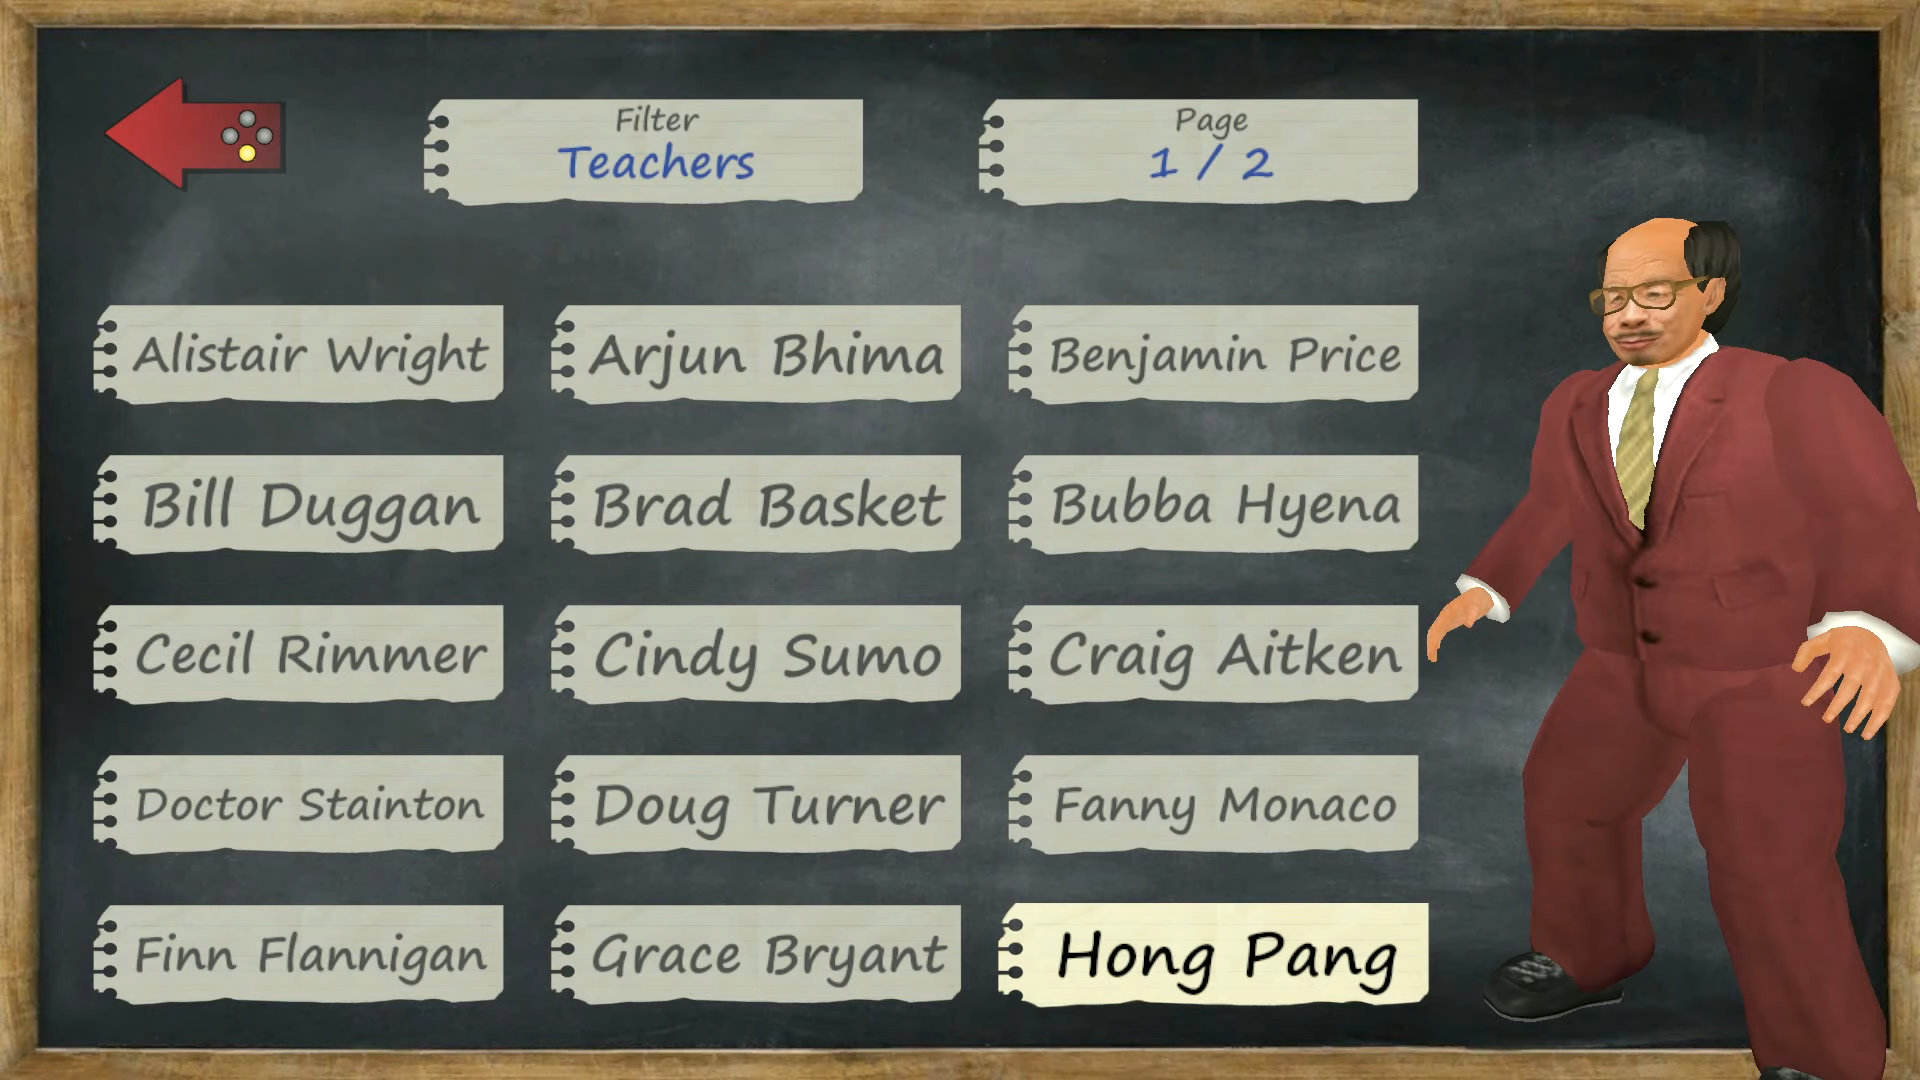 Filter
Teachers
Page
1 / 2
Alistair Wright
Arjun Bhima
Benjamin Price
Bill Duggan
Brad Basket
Bubba Hyena
Cecil Rimmer
Cindy Sumo
Craig Aitken
Doctor Stainton
Doug Turner
Fanny Monaco
Finn Flannigan
Grace Bryant
Hong Pang